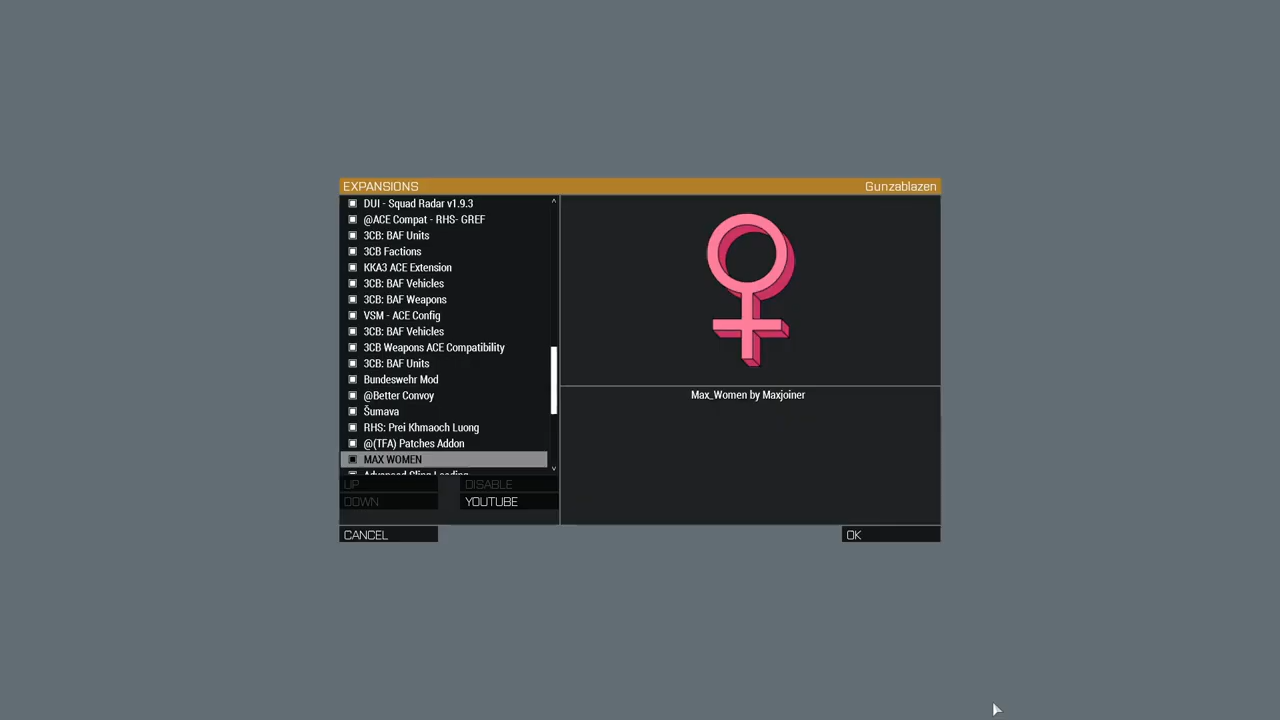 EXPANSIONS Gunzablazen
DUI - Squad Radar v1.9.3
@ACE Compat - RHS- GREF
3CB: BAF Units
3CB Factions
KKA3 ACE Extension
3CB: BAF Vehicles
3CB: BAF Weapons
VSM - ACE Config
3CB: BAF Vehicles
3CB Weapons ACE Compatibility
3CB: BAF Units
Bundeswehr Mod
@Better Convoy
Šumava
RHS: Prei Khmaoch Luong
@(TFA) Patches Addon
MAX WOMEN
Advanced Sling Loading
UP DISABLE
DOWN YOUTUBE
CANCEL OK
Max_Women by Maxjoiner